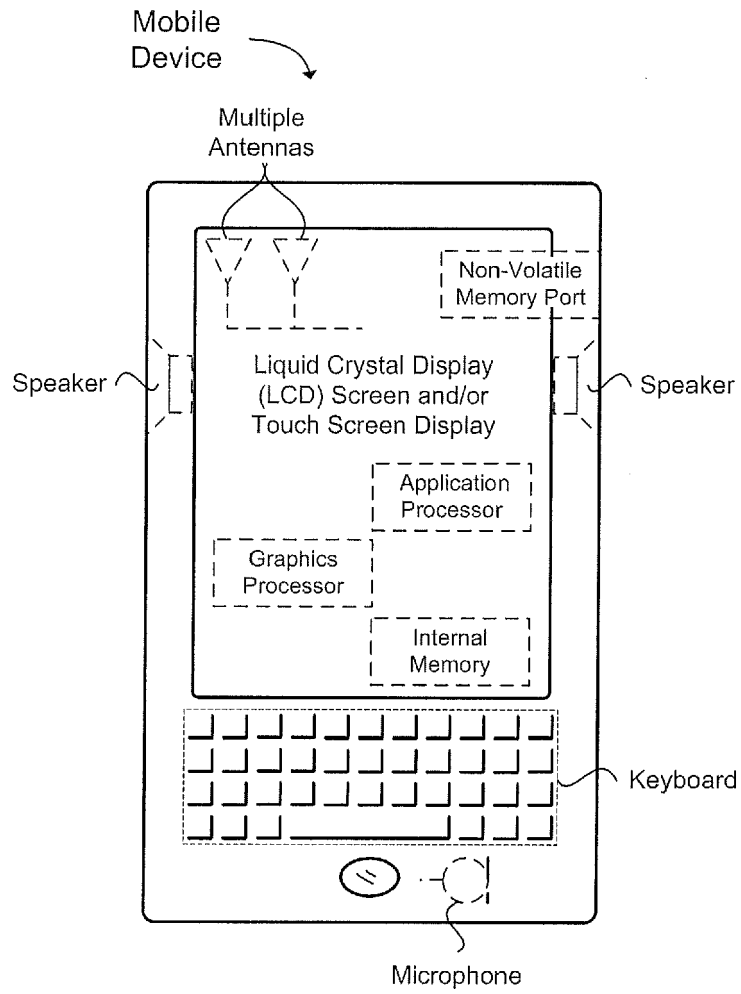 Mobile
Device
Multiple
Antennas
Non-Volatile
Memory Port
Speaker
Liquid Crystal Display
(LCD) Screen and/or
Touch Screen Display
Speaker
Application
Processor
Graphics
Processor
Internal
Memory
Keyboard
Microphone